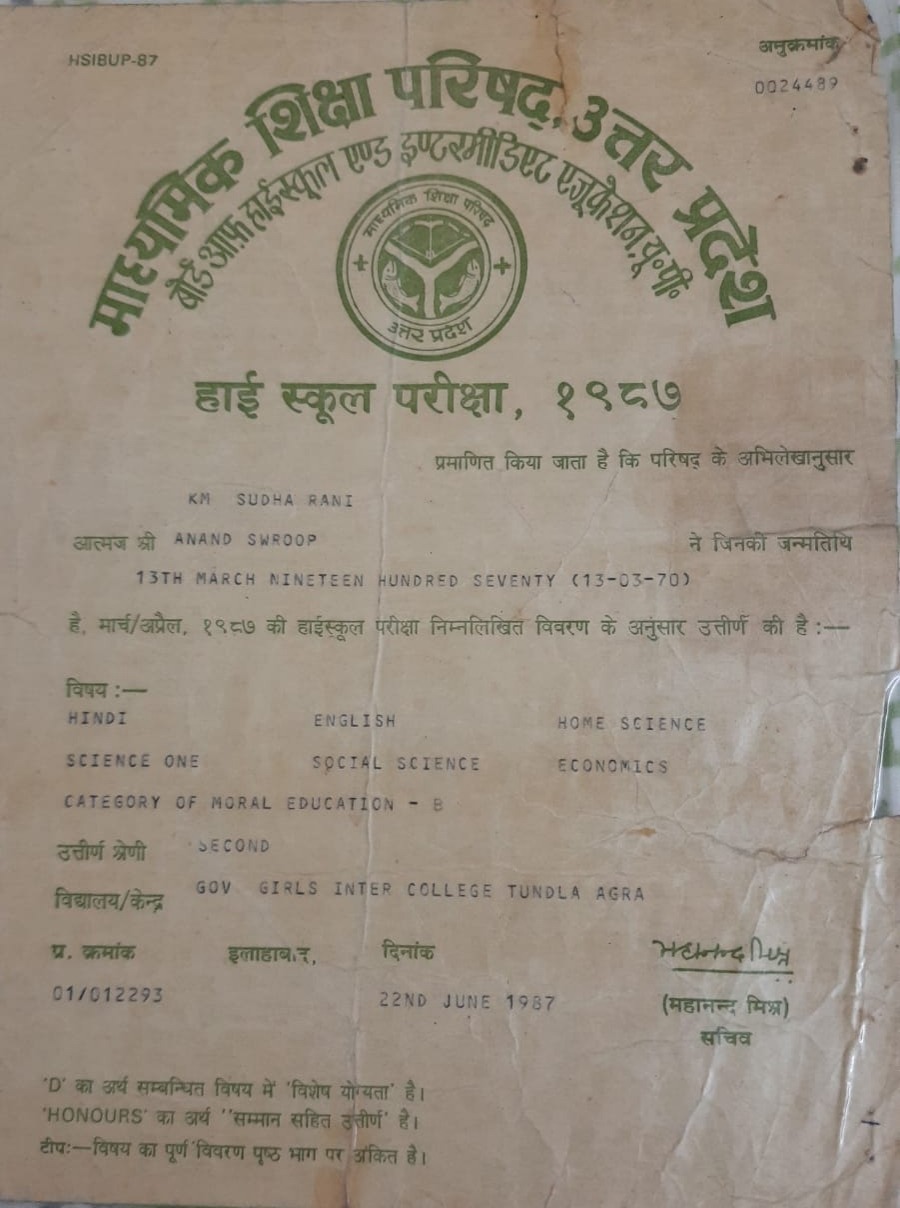 HSIBUP-87
अनुक्रमांक
0024489
माध्यमिक शिक्षा परिषद्, उत्तर प्रदेश
बोर्ड आफ़ हाईस्कूल एण्ड इण्टरमीडिएट एजूकेशन, यू॰पी॰
माध्यमिक शिक्षा परिषद
उत्तर प्रदेश
हाई स्कूल परीक्षा, १९८७
प्रमाणित किया जाता है कि परिषद् के अभिलेखानुसार
KM SUDHA RANI
आत्मज श्री ANAND SWROOP ने जिनकी जन्मतिथि
13TH MARCH NINETEEN HUNDRED SEVENTY (13-03-70)
है, मार्च/अप्रैल, १९८७ की हाईस्कूल परीक्षा निम्नलिखित विवरण के अनुसार उत्तीर्ण की है :—
विषय :—
HINDI ENGLISH HOME SCIENCE
SCIENCE ONE SOCIAL SCIENCE ECONOMICS
CATEGORY OF MORAL EDUCATION - B
उत्तीर्ण श्रेणी SECOND
विद्यालय/केन्द्र GOV GIRLS INTER COLLEGE TUNDLA AGRA
प्र. क्रमांक इलाहाबाद, दिनांक महानन्द मिश्र
01/012293 22ND JUNE 1987 (महानन्द मिश्र)
सचिव
'D' का अर्थ सम्बन्धित विषय में 'विशेष योग्यता' है।
'HONOURS' का अर्थ "सम्मान सहित उत्तीर्ण' है।
टीपः—विषय का पूर्ण विवरण पृष्ठ भाग पर अंकित है।